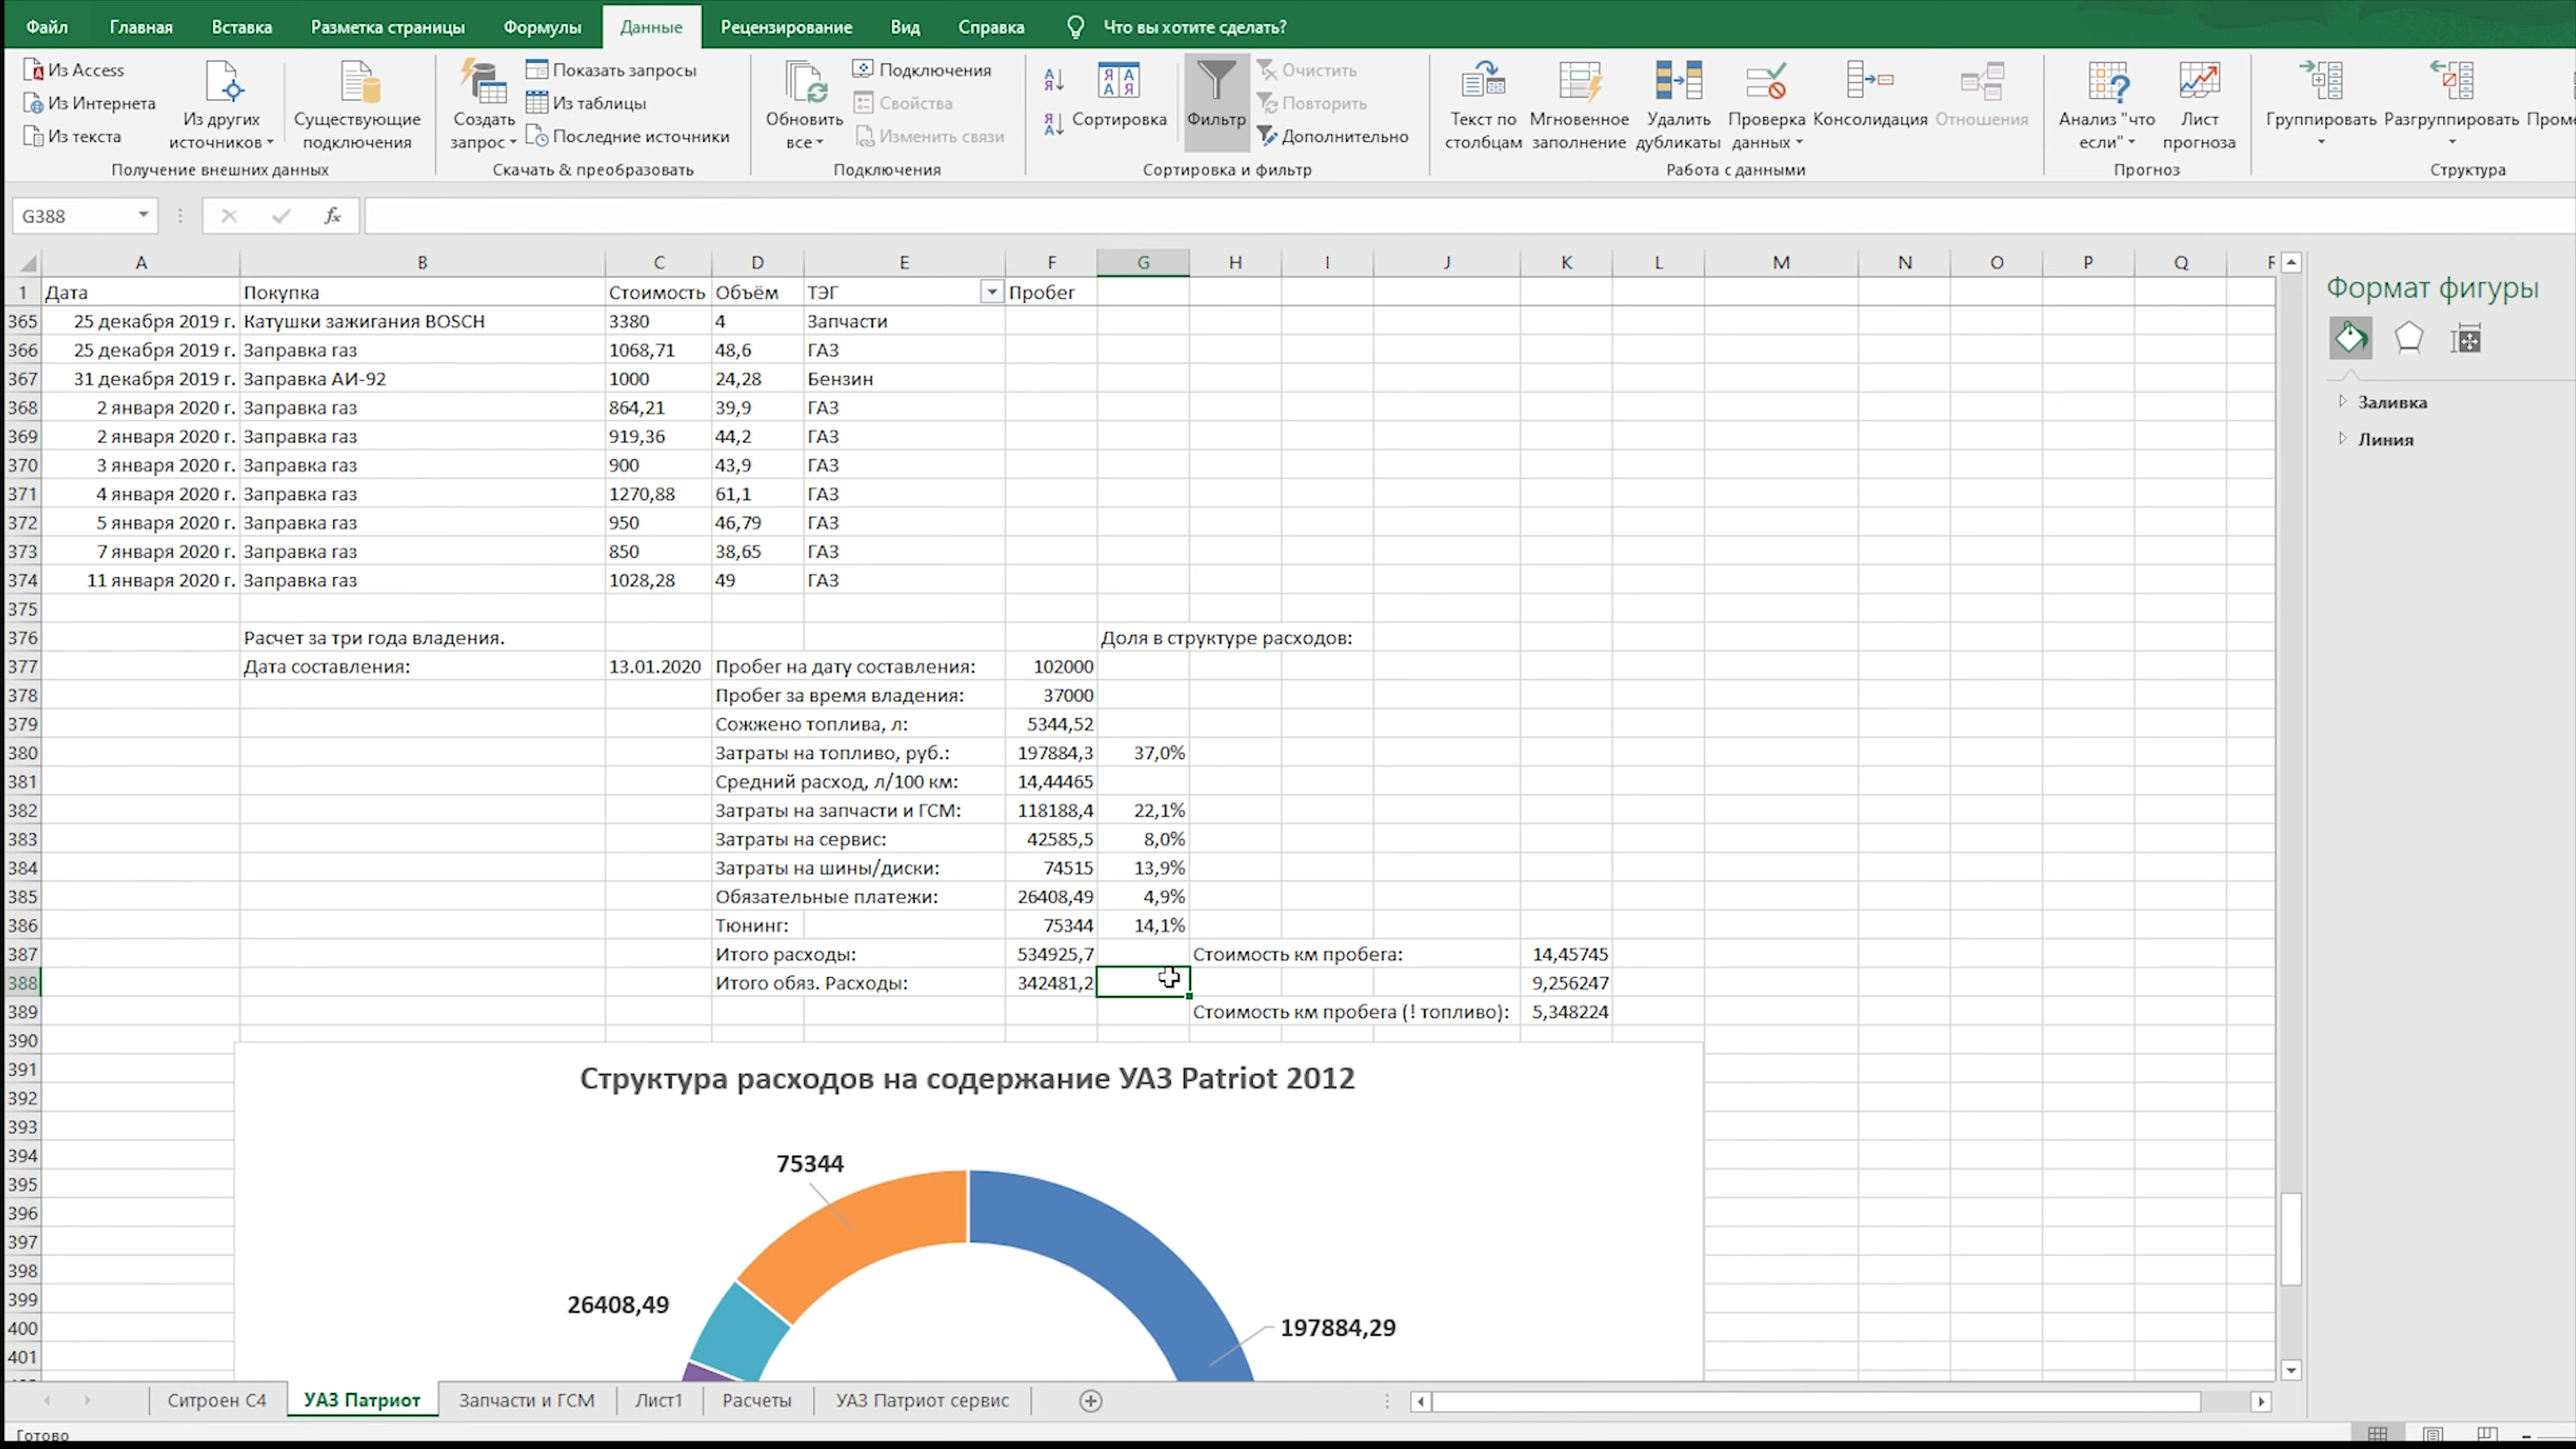 Файл Главная Вставка Разметка страницы Формулы Данные Рецензирование Вид Справка Что вы хотите сделать?
Из Access
Из Интернета
Из текста
Из других источников
Существующие подключения
Получение внешних данных
Создать запрос
Показать запросы
Из таблицы
Последние источники
Скачать & преобразовать
Обновить все
Подключения
Свойства
Изменить связи
Подключения
Сортировка
Фильтр
Очистить
Повторить
Дополнительно
Сортировка и фильтр
Текст по столбцам
Мгновенное заполнение
Удалить дубликаты
Проверка данных
Консолидация
Отношения
Работа с данными
Анализ "что если"
Лист прогноза
Прогноз
Группировать
Разгруппировать
Структура
G388 fx
A B C D E F G H I J K L M N O P Q
1 Дата Покупка Стоимость Объём ТЭГ Пробег
365 25 декабря 2019 г. Катушки зажигания BOSCH 3380 4 Запчасти
366 25 декабря 2019 г. Заправка газ 1068,71 48,6 ГАЗ
367 31 декабря 2019 г. Заправка АИ-92 1000 24,28 Бензин
368 2 января 2020 г. Заправка газ 864,21 39,9 ГАЗ
369 2 января 2020 г. Заправка газ 919,36 44,2 ГАЗ
370 3 января 2020 г. Заправка газ 900 43,9 ГАЗ
371 4 января 2020 г. Заправка газ 1270,88 61,1 ГАЗ
372 5 января 2020 г. Заправка газ 950 46,79 ГАЗ
373 7 января 2020 г. Заправка газ 850 38,65 ГАЗ
374 11 января 2020 г. Заправка газ 1028,28 49 ГАЗ
375
376 Расчет за три года владения. Доля в структуре расходов:
377 Дата составления: 13.01.2020 Пробег на дату составления: 102000
378 Пробег за время владения: 37000
379 Сожжено топлива, л: 5344,52
380 Затраты на топливо, руб.: 197884,3 37,0%
381 Средний расход, л/100 км: 14,44465
382 Затраты на запчасти и ГСМ: 118188,4 22,1%
383 Затраты на сервис: 42585,5 8,0%
384 Затраты на шины/диски: 74515 13,9%
385 Обязательные платежи: 26408,49 4,9%
386 Тюнинг: 75344 14,1%
387 Итого расходы: 534925,7 Стоимость км пробега: 14,45745
388 Итого обяз. Расходы: 342481,2 9,256247
389 Стоимость км пробега (! топливо): 5,348224
390
391
392
393
394
395
396
397
398
399
400
401
Структура расходов на содержание УАЗ Patriot 2012
75344
26408,49
197884,29
Формат фигуры
Заливка
Линия
Ситроен С4 УАЗ Патриот Запчасти и ГСМ Лист1 Расчеты УАЗ Патриот сервис
Готово